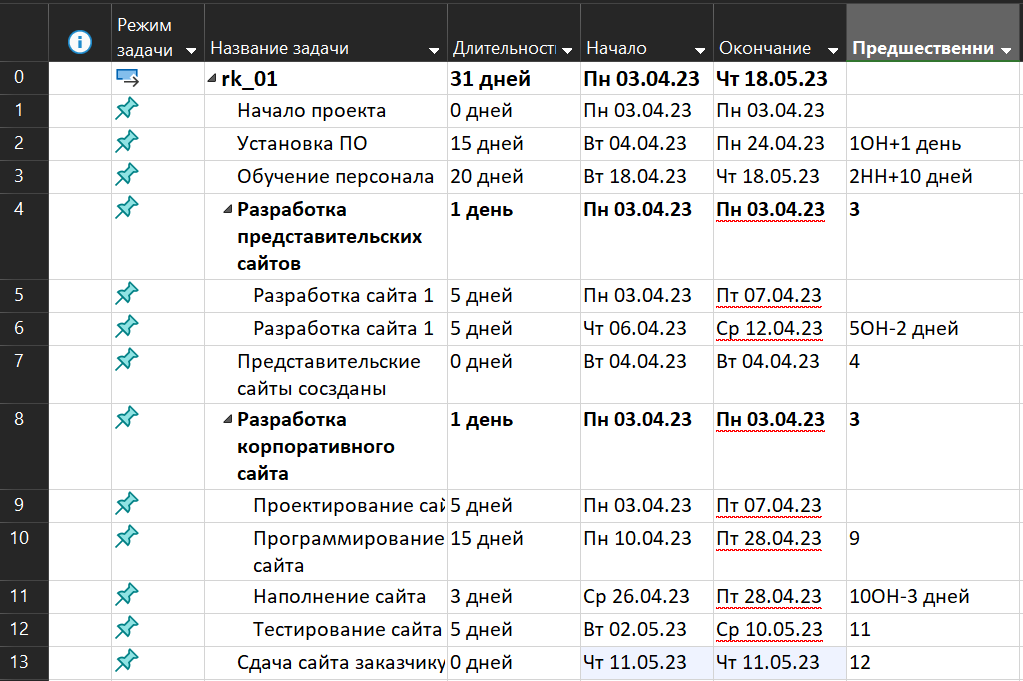 Режим задачи Название задачи Длительност Начало Окончание Предшественни
0 rk_01 31 дней Пн 03.04.23 Чт 18.05.23
1 Начало проекта 0 дней Пн 03.04.23 Пн 03.04.23
2 Установка ПО 15 дней Вт 04.04.23 Пн 24.04.23 1ОН+1 день
3 Обучение персонала 20 дней Вт 18.04.23 Чт 18.05.23 2НН+10 дней
4 Разработка представительских сайтов 1 день Пн 03.04.23 Пн 03.04.23 3
5 Разработка сайта 1 5 дней Пн 03.04.23 Пт 07.04.23
6 Разработка сайта 1 5 дней Чт 06.04.23 Ср 12.04.23 5ОН-2 дней
7 Представительские сайты сосзданы 0 дней Вт 04.04.23 Вт 04.04.23 4
8 Разработка корпоративного сайта 1 день Пн 03.04.23 Пн 03.04.23 3
9 Проектирование сай 5 дней Пн 03.04.23 Пт 07.04.23
10 Программирование сайта 15 дней Пн 10.04.23 Пт 28.04.23 9
11 Наполнение сайта 3 дней Ср 26.04.23 Пт 28.04.23 10ОН-3 дней
12 Тестирование сайта 5 дней Вт 02.05.23 Ср 10.05.23 11
13 Сдача сайта заказчику 0 дней Чт 11.05.23 Чт 11.05.23 12